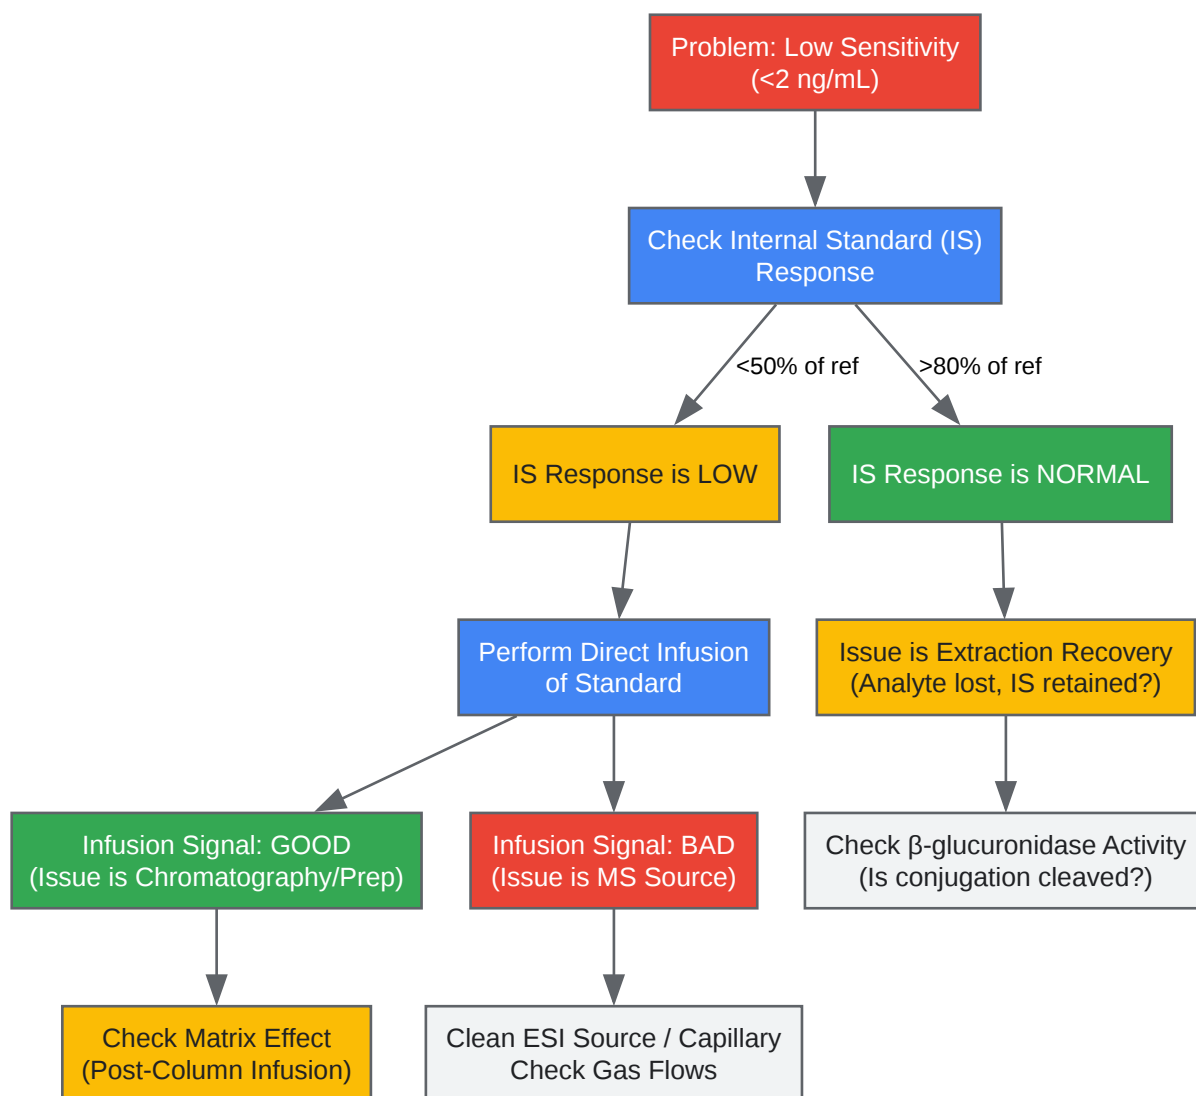 Problem: Low Sensitivity
(<2 ng/mL)
Check Internal Standard (IS)
Response
<50% of ref
>80% of ref
IS Response is LOW
IS Response is NORMAL
Perform Direct Infusion
of Standard
Issue is Extraction Recovery
(Analyte lost, IS retained?)
Infusion Signal: GOOD
(Issue is Chromatography/Prep)
Infusion Signal: BAD
(Issue is MS Source)
Check β-glucuronidase Activity
(Is conjugation cleaved?)
Check Matrix Effect
(Post-Column Infusion)
Clean ESI Source / Capillary
Check Gas Flows